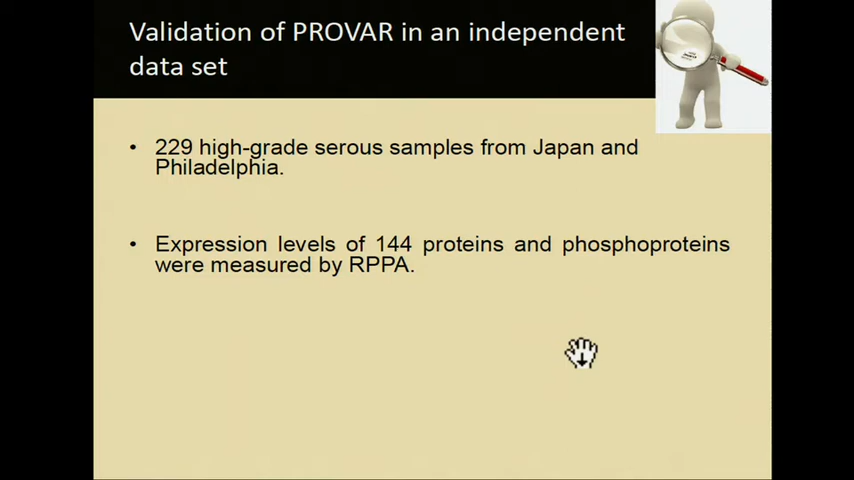 Validation of PROVAR in an independent
data set
• 229 high-grade serous samples from Japan and
Philadelphia.
• Expression levels of 144 proteins and phosphoproteins
were measured by RPPA.